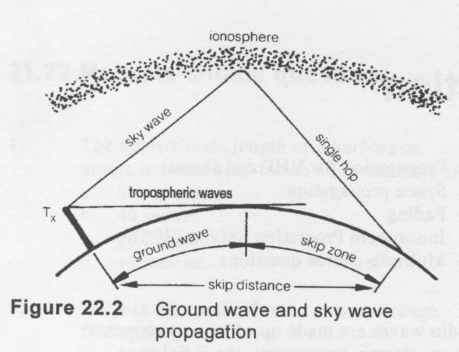 ionosphere
sky wave
single hop
tropospheric waves
Tx
ground wave
skip zone
skip distance
Figure 22.2 Ground wave and sky wave
propagation